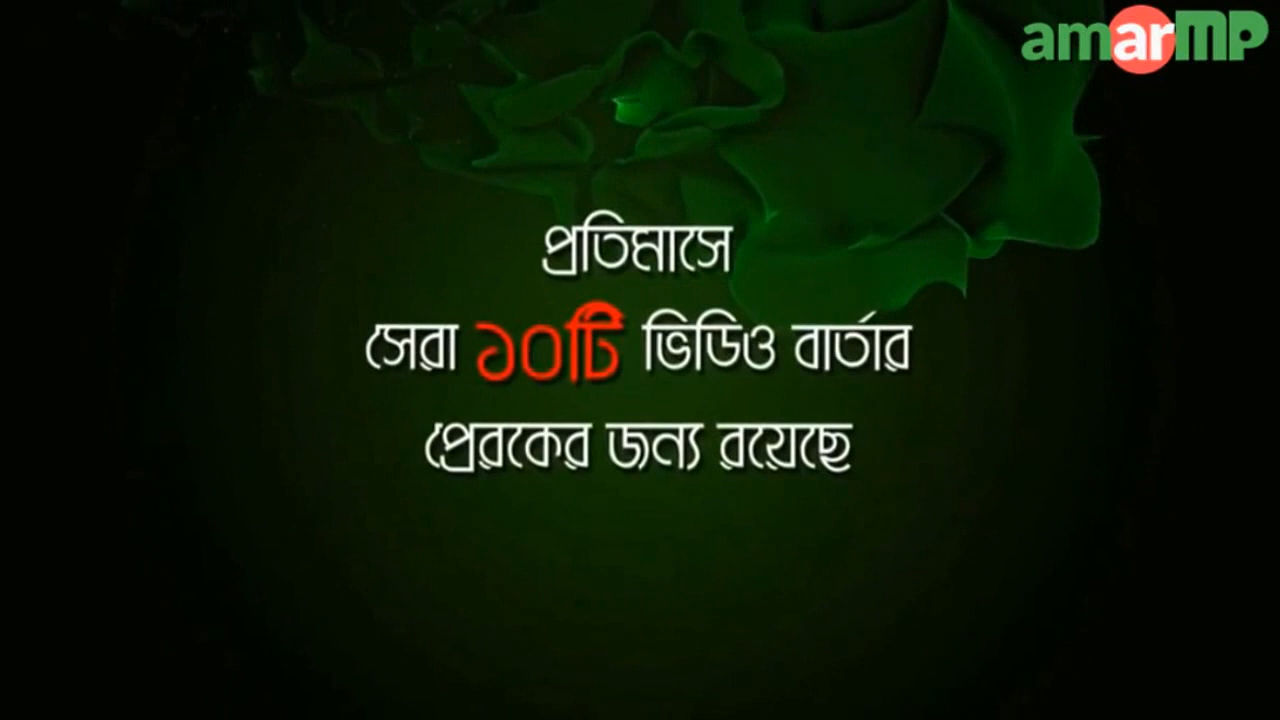 amarMP
প্রতিমাসে
সেরা ১০টি ভিডিও বার্তার
প্রেরকের জন্য রয়েছে